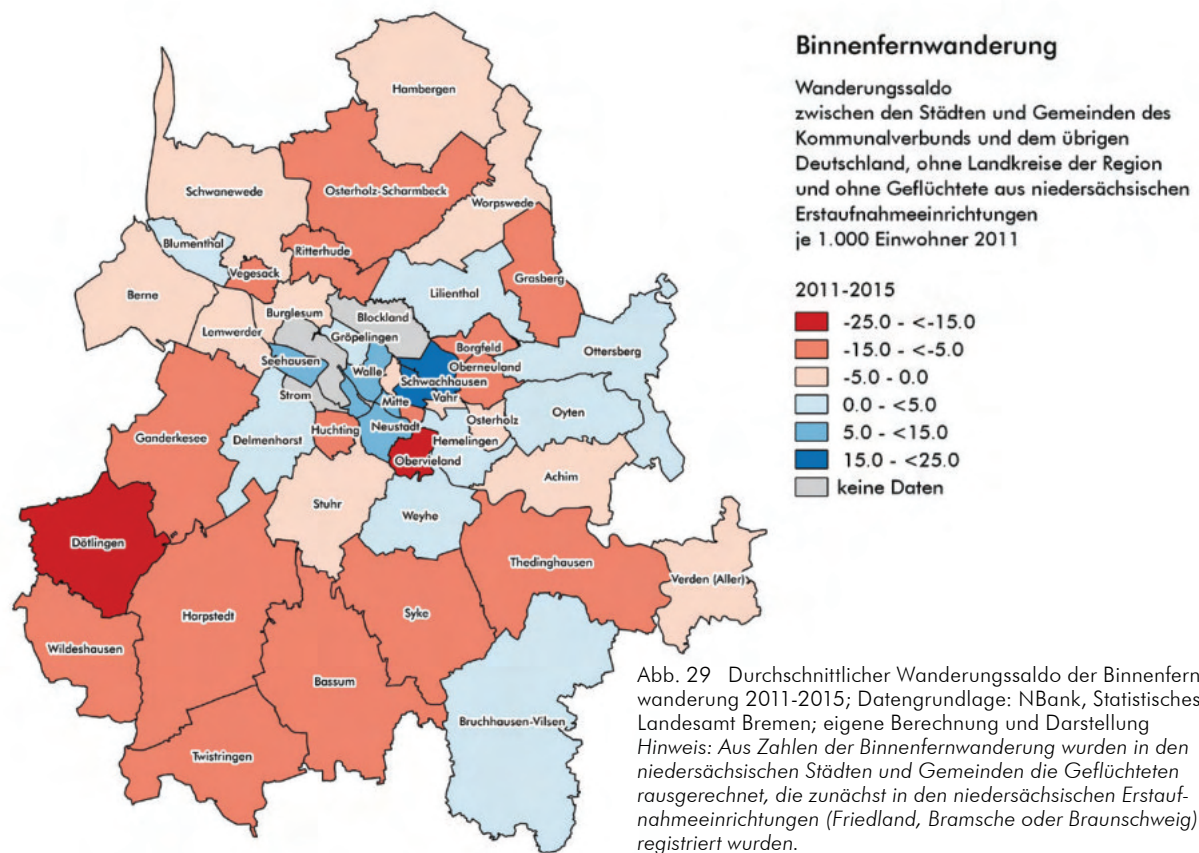 Binnenfernwanderung
Wanderungssaldo
zwischen den Städten und Gemeinden des
Kommunalverbunds und dem übrigen
Deutschland, ohne Landkreise der Region
und ohne Geflüchtete aus niedersächsischen
Erstaufnahmeeinrichtungen
je 1.000 Einwohner 2011
2011-2015
-25.0 - <-15.0
-15.0 - <-5.0
-5.0 - 0.0
0.0 - <5.0
5.0 - <15.0
15.0 - <25.0
keine Daten
Hambergen
Schwanewede
Osterholz-Scharmbeck
Worpswede
Blumenthal
Ritterhude
Vegesack
Grasberg
Berne
Lilienthal
Burglesum
Blockland
Lemwerder
Gröpelingen
Borgfeld
Ottersberg
Seehausen
Walle
Oberneuland
Schwachhausen
Strom
Mitte
Vahr
Oyten
Ganderkesee
Delmenhorst
Huchting
Neustadt
Osterholz
Hemelingen
Obervieland
Achim
Stuhr
Weyhe
Dötlingen
Thedinghausen
Verden (Aller)
Harpstedt
Syke
Wildeshausen
Bassum
Bruchhausen-Vilsen
Twistringen
Abb. 29 Durchschnittlicher Wanderungssaldo der Binnenfern
wanderung 2011-2015; Datengrundlage: NBank, Statistisches
Landesamt Bremen; eigene Berechnung und Darstellung
Hinweis: Aus Zahlen der Binnenfernwanderung wurden in den
niedersächsischen Städten und Gemeinden die Geflüchteten
rausgerechnet, die zunächst in den niedersächsischen Erstauf-
nahmeeinrichtungen (Friedland, Bramsche oder Braunschweig)
registriert wurden.